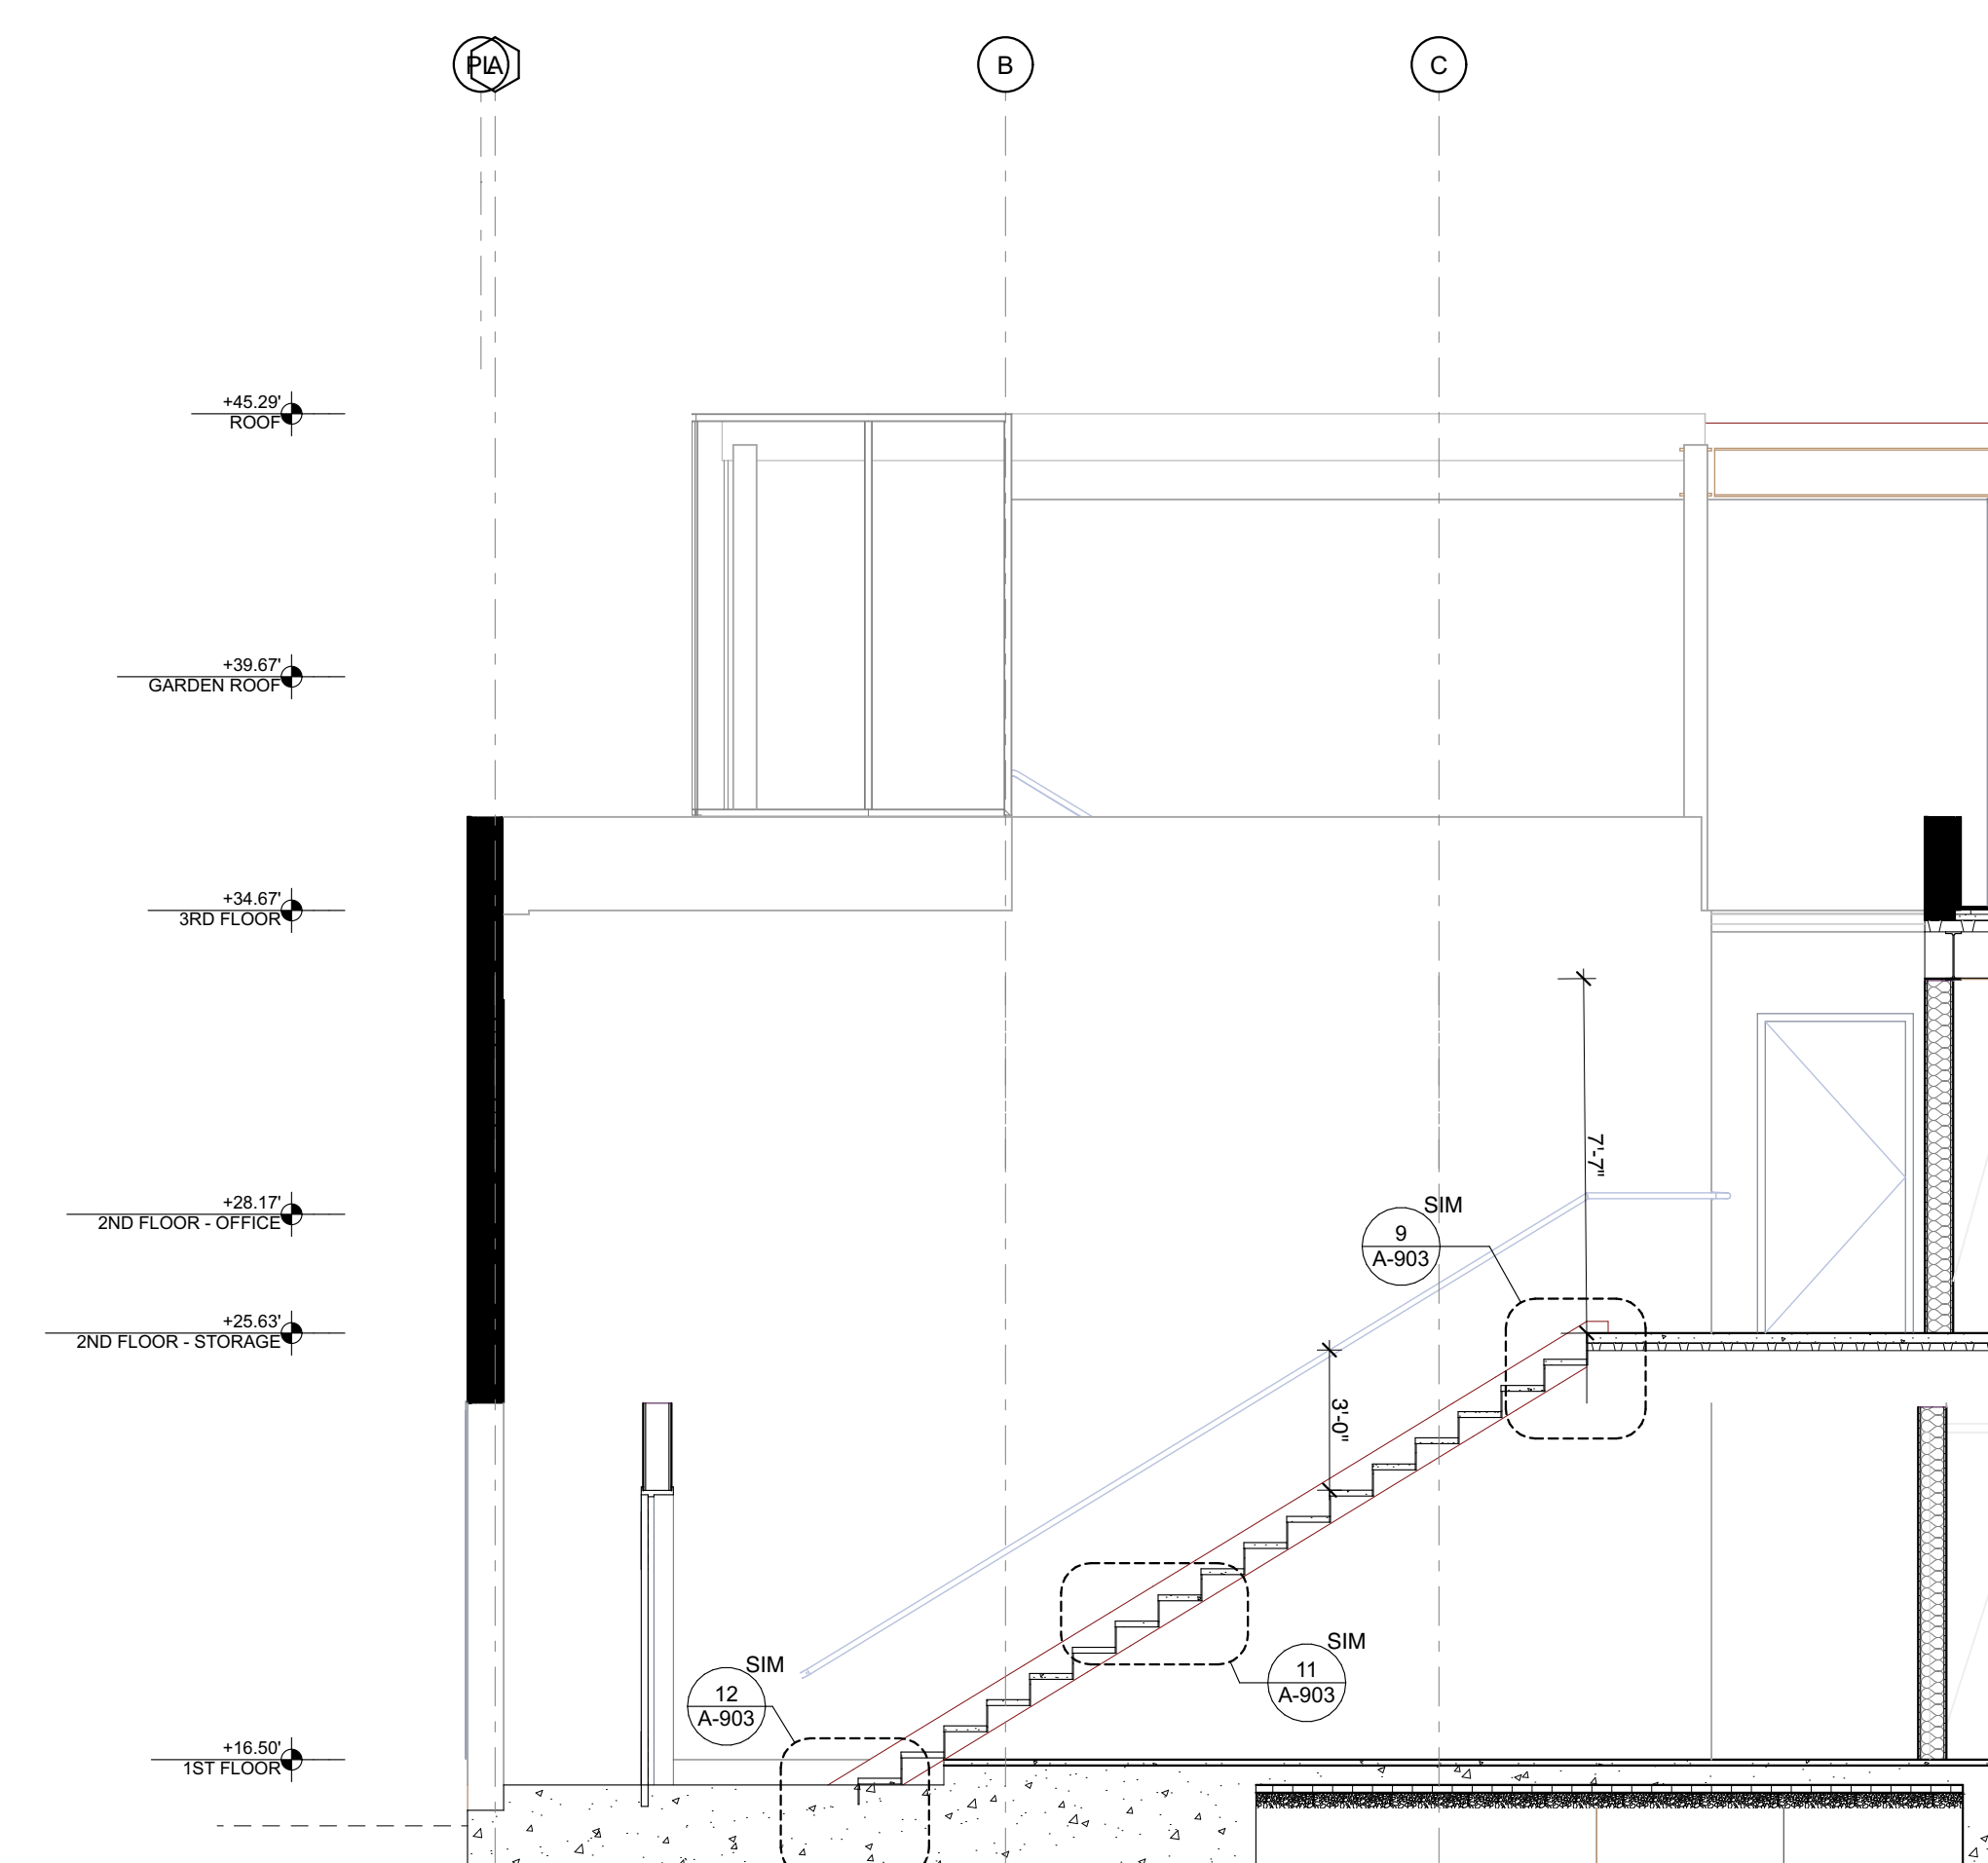 PLA
B
C
+45.29'
ROOF
+39.67'
GARDEN ROOF
+34.67'
3RD FLOOR
7'-7"
+28.17'
2ND FLOOR - OFFICE
SIM
9
A-903
+25.63'
2ND FLOOR - STORAGE
3'-0"
SIM
11
A-903
SIM
12
A-903
+16.50'
1ST FLOOR